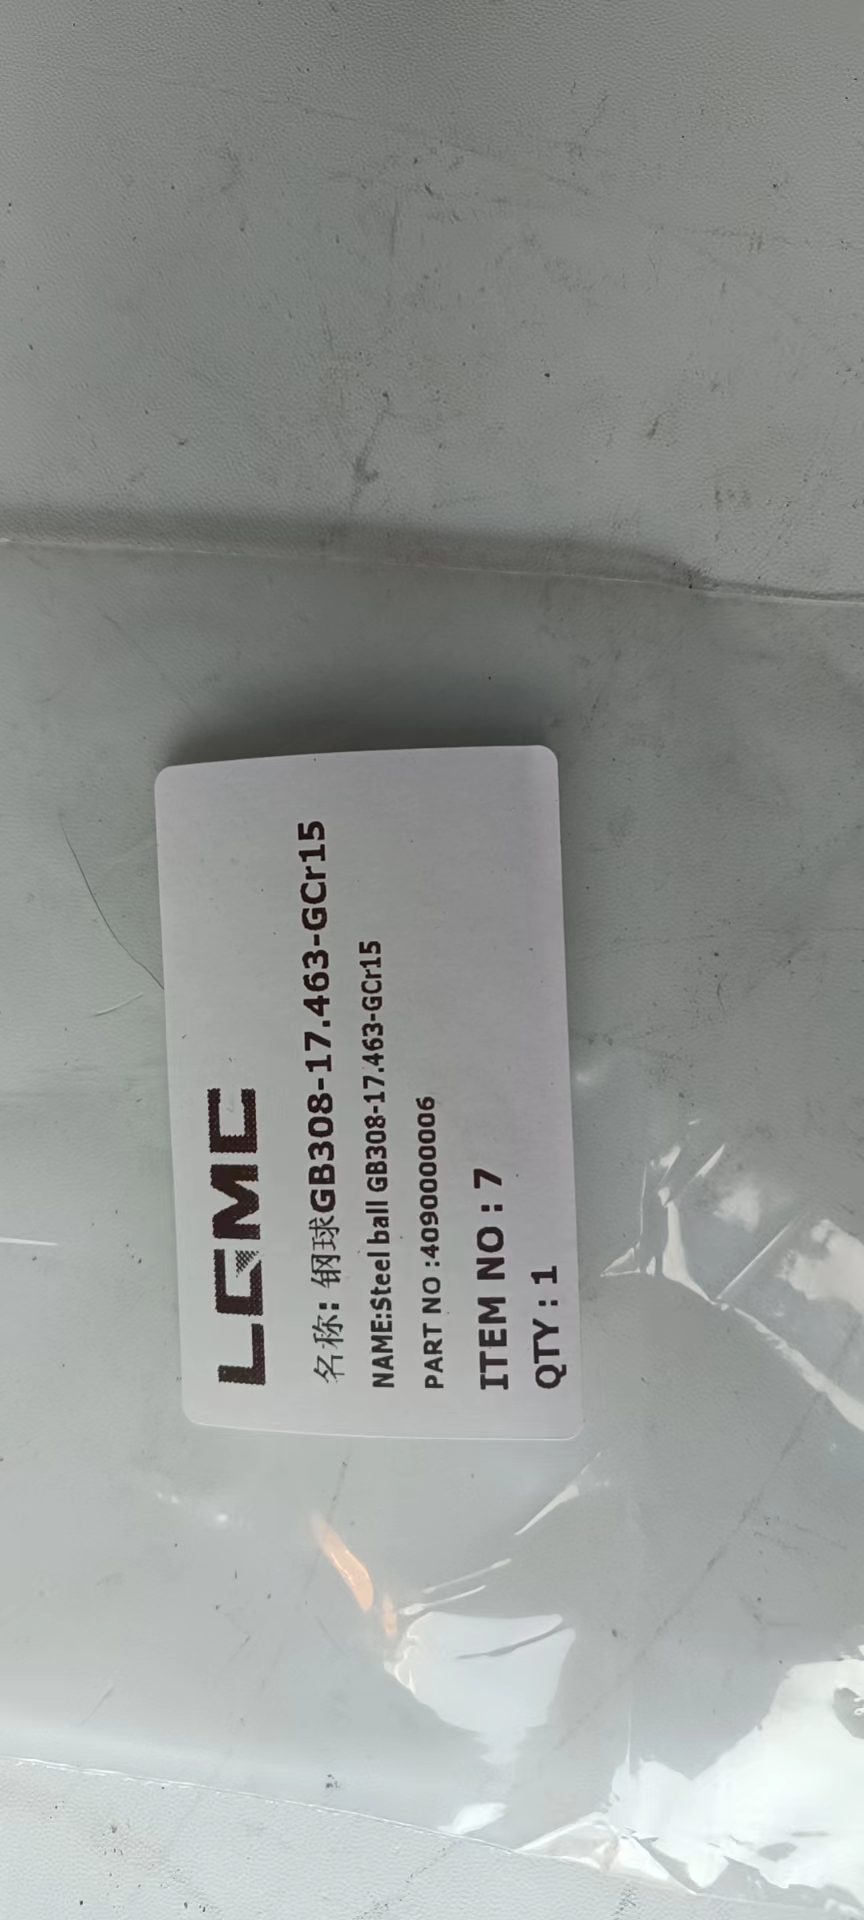 LGMC
名称: 钢球GB308-17.463-GCr15
NAME:Steel ball GB308-17.463-GCr15
PART NO :4090000006
ITEM NO : 7
QTY : 1